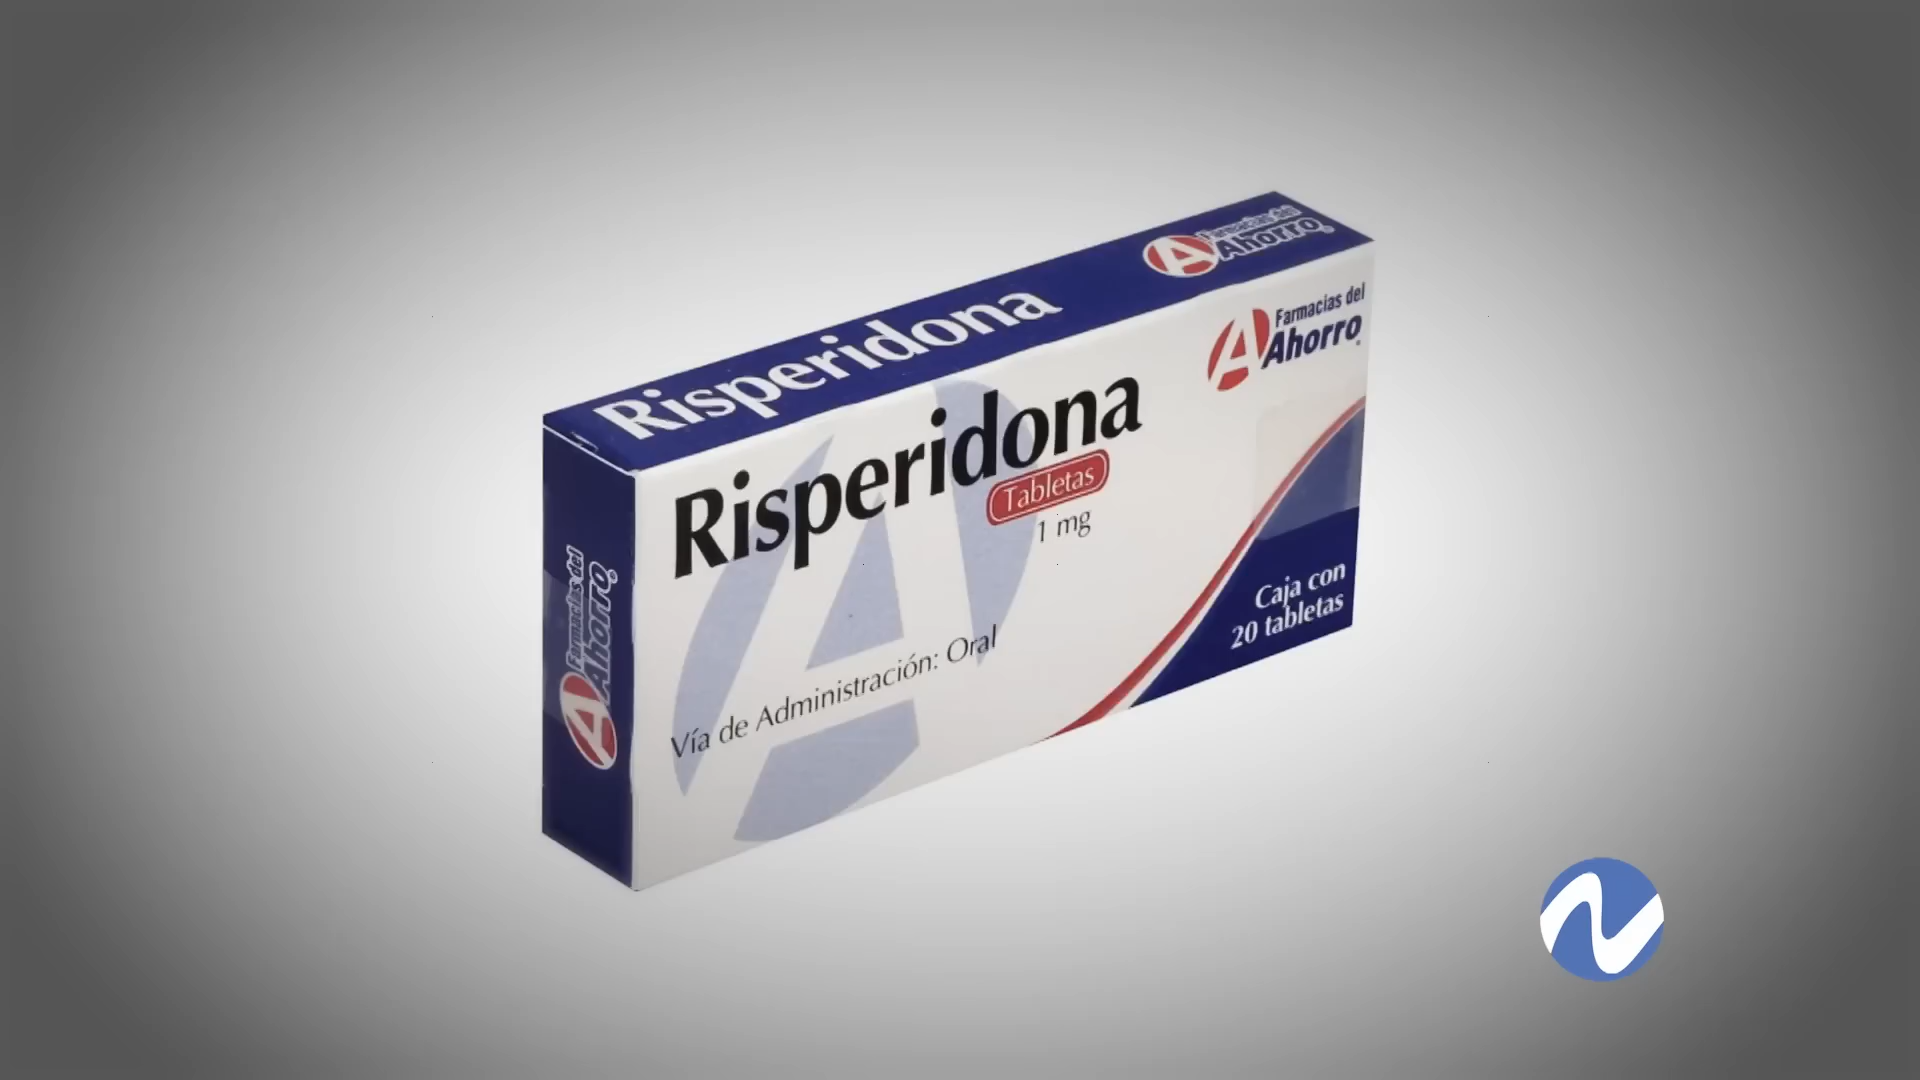 Farmacias del
Ahorro
Risperidona
Farmacias del
Ahorro
Risperidona
Tabletas
1 mg
Farmacias del
Ahorro
Caja con
20 tabletas
Vía de Administración: Oral